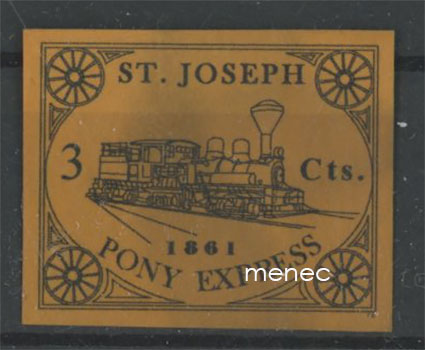 ST. JOSEPH
3 Cts.
1861
PONY EXPRESS
menec